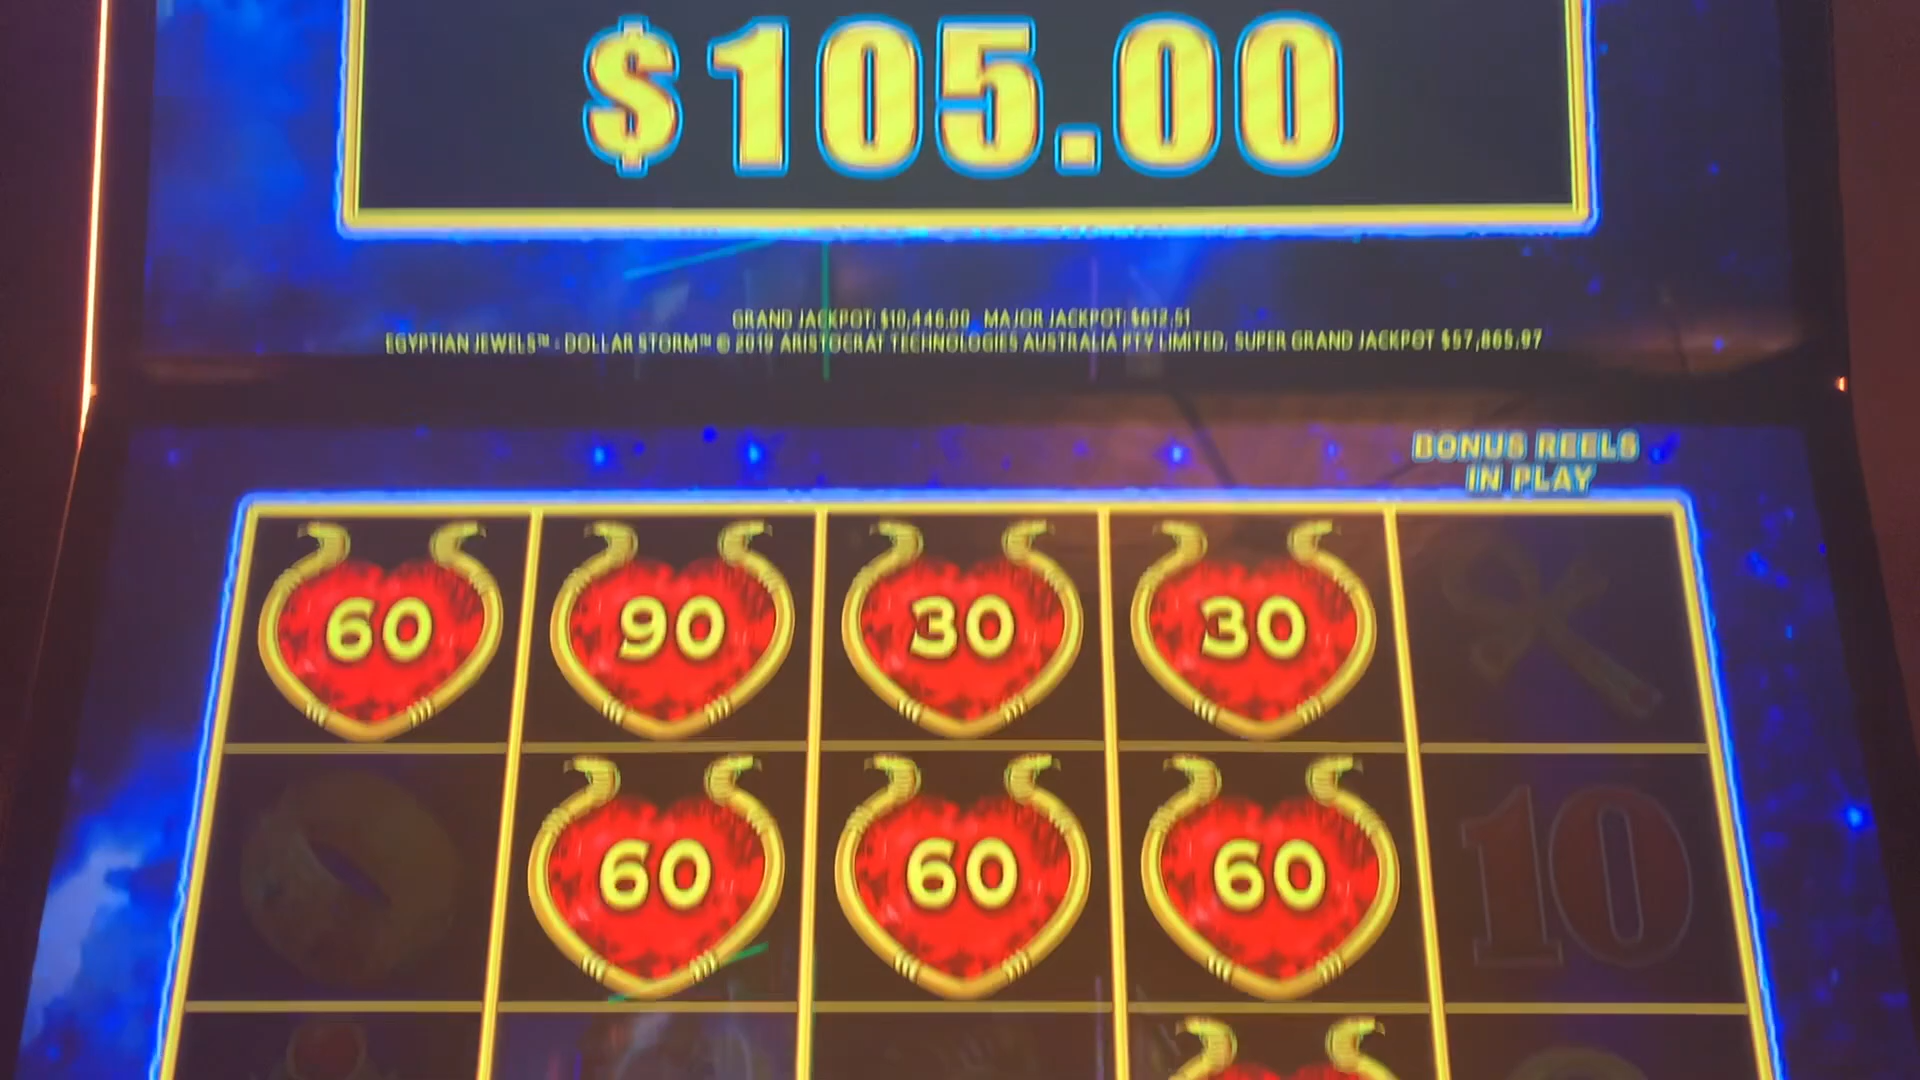 $105.00
GRAND JACKPOT: $10,446.00 MAJOR JACKPOT: $612.51
EGYPTIAN JEWELS™ - DOLLAR STORM™ © 2019 ARISTOCRAT TECHNOLOGIES AUSTRALIA PTY LIMITED. SUPER GRAND JACKPOT $57,865.97
BONUS REELS
IN PLAY
60 90 30 30
60 60 60 10